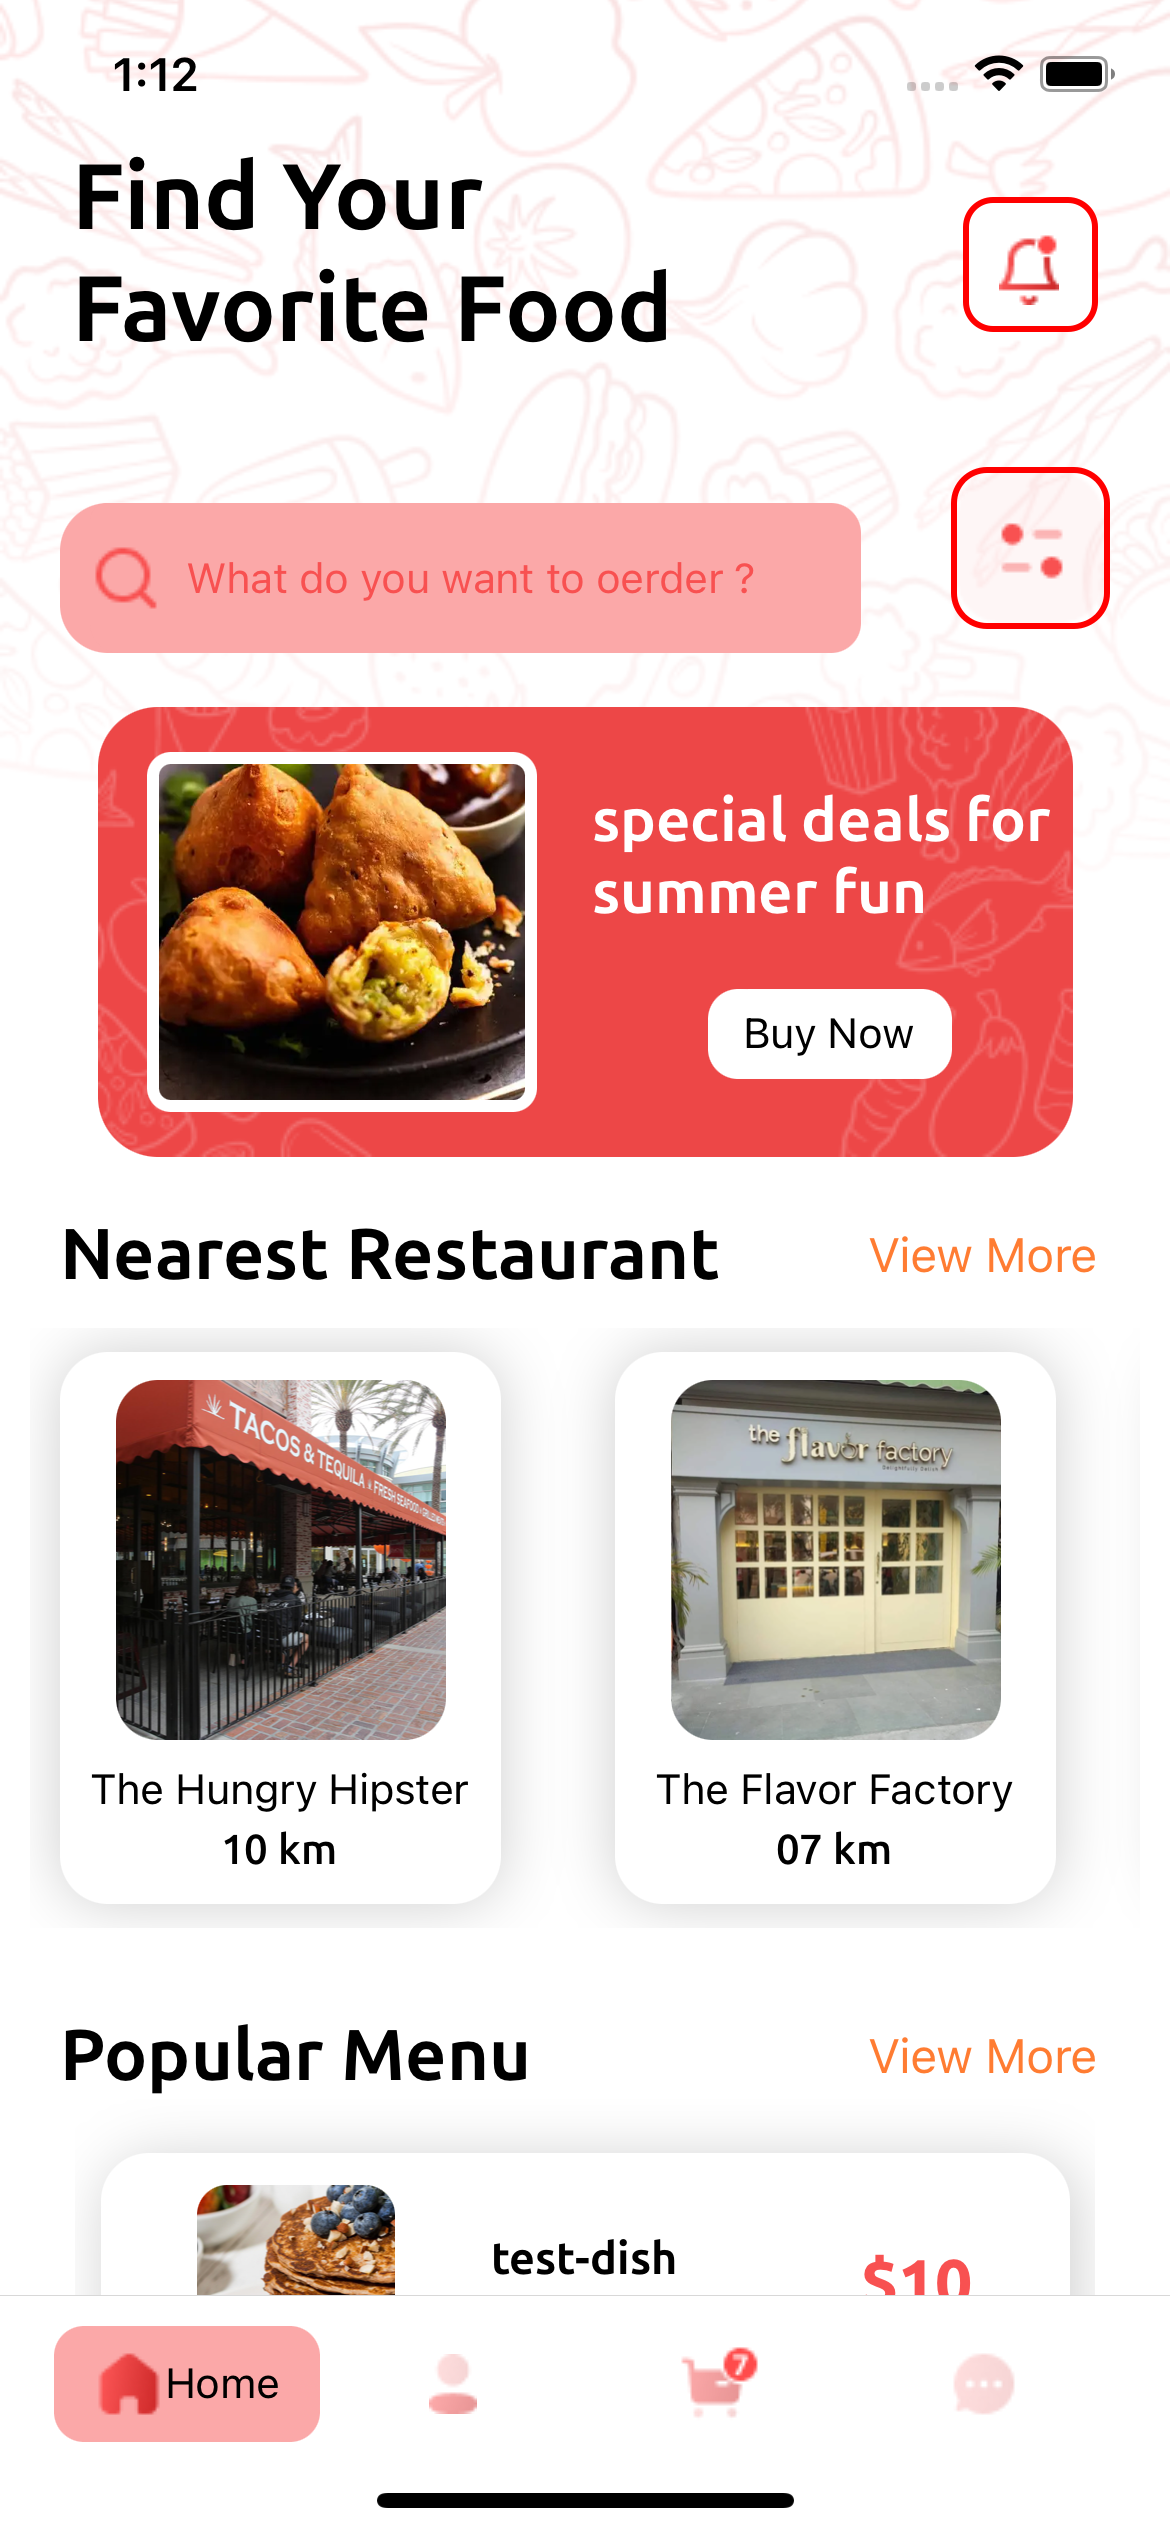 1:12
Find Your
Favorite Food
What do you want to oerder ?
special deals for
summer fun
Buy Now
Nearest Restaurant
View More
TACOS & TEQUILA
FRESH SEAFOOD
the flavor factory
The Hungry Hipster
10 km
The Flavor Factory
07 km
Popular Menu
View More
test-dish
$10
Home
7